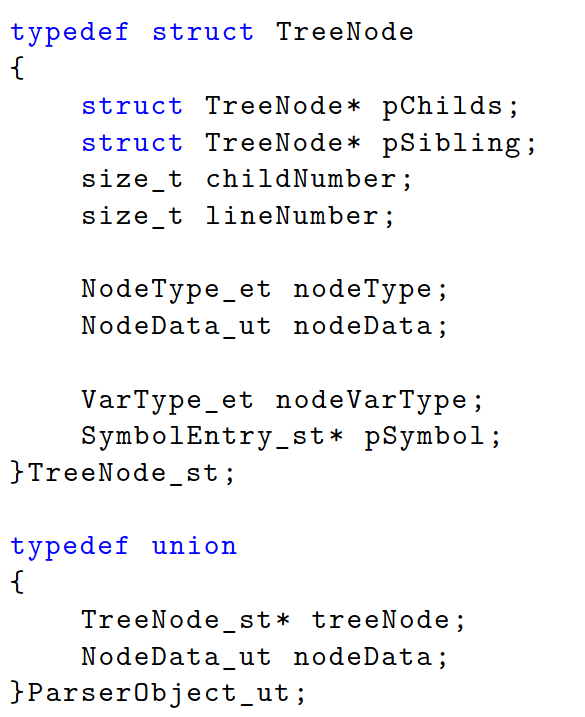 typedef struct TreeNode
{
struct TreeNode* pChilds;
struct TreeNode* pSibling;
size_t childNumber;
size_t lineNumber;
NodeType_et nodeType;
NodeData_ut nodeData;
VarType_et nodeVarType;
SymbolEntry_st* pSymbol;
}TreeNode_st;
typedef union
{
TreeNode_st* treeNode;
NodeData_ut nodeData;
}ParserObject_ut;